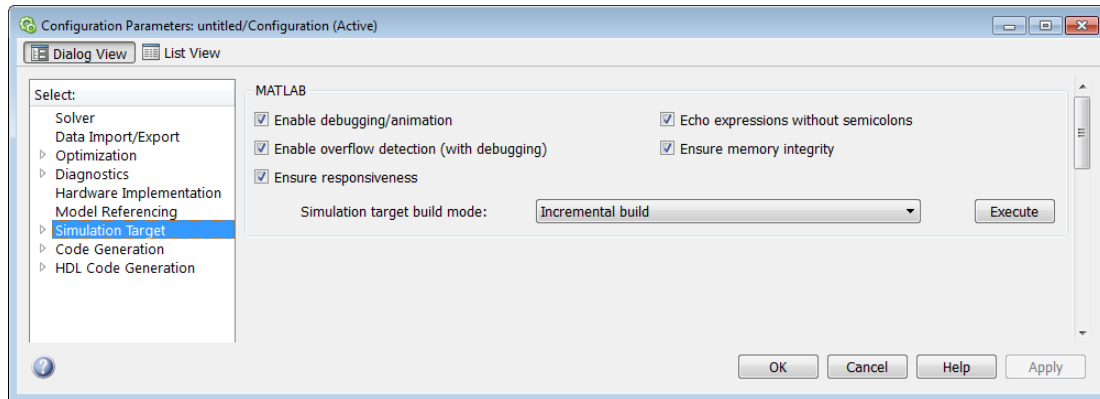 Configuration Parameters: untitled/Configuration (Active)
Dialog View List View
Select:
Solver
Data Import/Export
Optimization
Diagnostics
Hardware Implementation
Model Referencing
Simulation Target
Code Generation
HDL Code Generation
MATLAB
Enable debugging/animation
Echo expressions without semicolons
Enable overflow detection (with debugging)
Ensure memory integrity
Ensure responsiveness
Simulation target build mode: Incremental build Execute
OK Cancel Help Apply